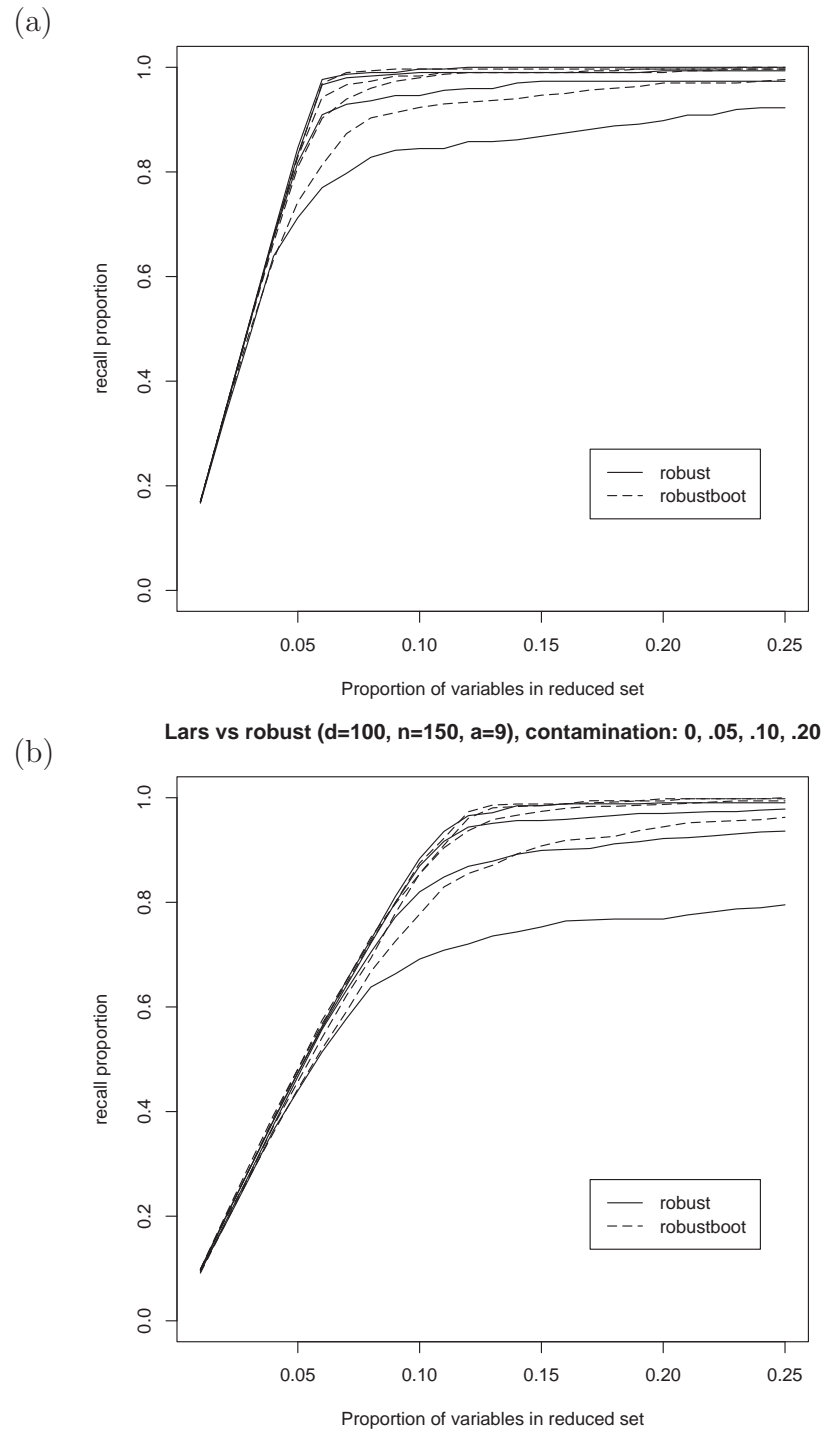 (a)
1.0
0.8
0.6
0.4
0.2
0.0
recall proportion
robust
robustboot
0.05 0.10 0.15 0.20 0.25
Proportion of variables in reduced set
Lars vs robust (d=100, n=150, a=9), contamination: 0, .05, .10, .20
(b)
1.0
0.8
0.6
0.4
0.2
0.0
recall proportion
robust
robustboot
0.05 0.10 0.15 0.20 0.25
Proportion of variables in reduced set